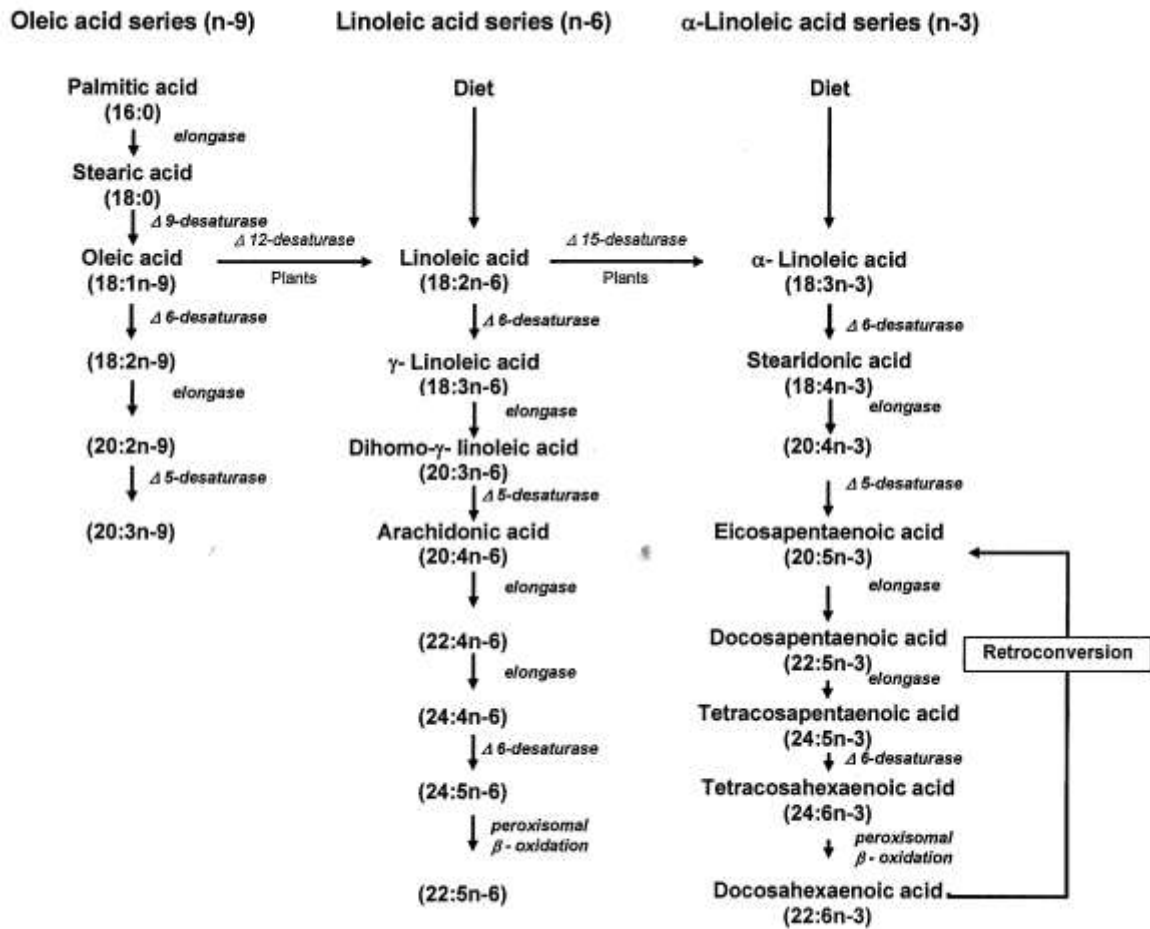 Oleic acid series (n-9)
Linoleic acid series (n-6)
α-Linoleic acid series (n-3)
Palmitic acid
(16:0)
elongase
Stearic acid
(18:0)
Δ 9-desaturase
Oleic acid
(18:1n-9)
Δ 6-desaturase
(18:2n-9)
elongase
(20:2n-9)
Δ 5-desaturase
(20:3n-9)
Δ 12-desaturase
Plants
Diet
Linoleic acid
(18:2n-6)
Δ 6-desaturase
γ- Linoleic acid
(18:3n-6)
elongase
Dihomo-γ- linoleic acid
(20:3n-6)
Δ 5-desaturase
Arachidonic acid
(20:4n-6)
elongase
(22:4n-6)
elongase
(24:4n-6)
Δ 6-desaturase
(24:5n-6)
peroxisomal
β - oxidation
(22:5n-6)
Δ 15-desaturase
Plants
Diet
α- Linoleic acid
(18:3n-3)
Δ 6-desaturase
Stearidonic acid
(18:4n-3)
elongase
(20:4n-3)
Δ 5-desaturase
Eicosapentaenoic acid
(20:5n-3)
elongase
Docosapentaenoic acid
(22:5n-3)
elongase
Tetracosapentaenoic acid
(24:5n-3)
Δ 6-desaturase
Tetracosahexaenoic acid
(24:6n-3)
peroxisomal
β - oxidation
Docosahexaenoic acid
(22:6n-3)
Retroconversion